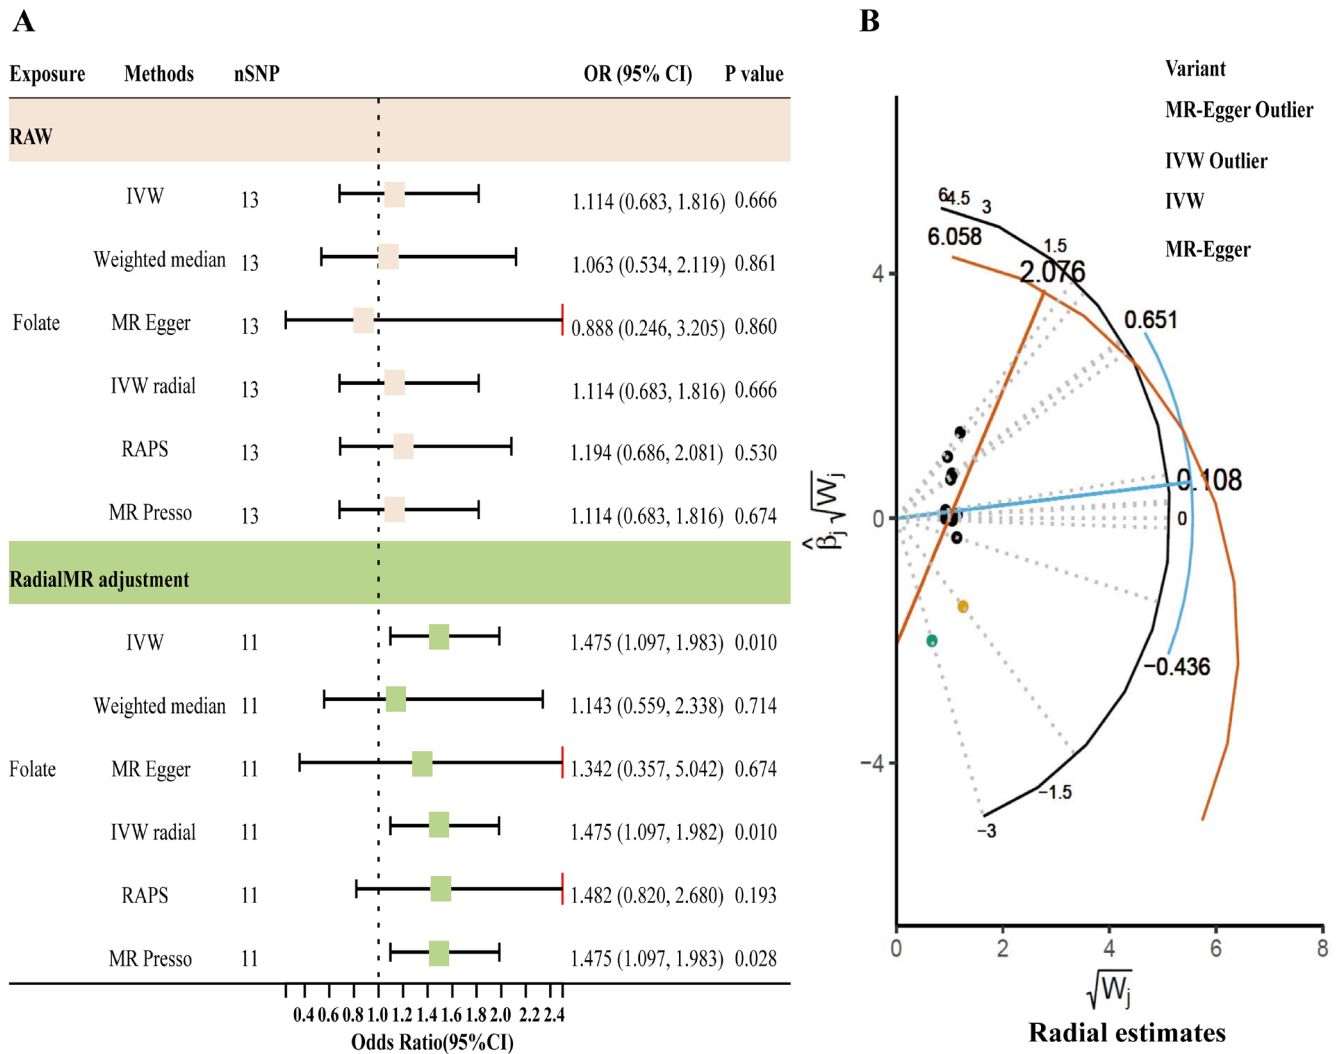 A
Exposure Methods nSNP OR (95% CI) P value
RAW
IVW 13 1.114 (0.683, 1.816) 0.666
Weighted median 13 1.063 (0.534, 2.119) 0.861
Folate MR Egger 13 0.888 (0.246, 3.205) 0.860
IVW radial 13 1.114 (0.683, 1.816) 0.666
RAPS 13 1.194 (0.686, 2.081) 0.530
MR Presso 13 1.114 (0.683, 1.816) 0.674
RadialMR adjustment
IVW 11 1.475 (1.097, 1.983) 0.010
Weighted median 11 1.143 (0.559, 2.338) 0.714
Folate MR Egger 11 1.342 (0.357, 5.042) 0.674
IVW radial 11 1.475 (1.097, 1.982) 0.010
RAPS 11 1.482 (0.820, 2.680) 0.193
MR Presso 11 1.475 (1.097, 1.983) 0.028
0.4 0.6 0.8 1.0 1.2 1.4 1.6 1.8 2.0 2.2 2.4
Odds Ratio(95%CI)
B
Variant
MR-Egger Outlier
IVW Outlier
IVW
MR-Egger
6 4.5 3
6.058
1.5
2.076
4
0.651
0.108
0
0
−0.436
−4
−1.5
−3
β̂j √Wj
0 2 4 6 8
√Wj
Radial estimates